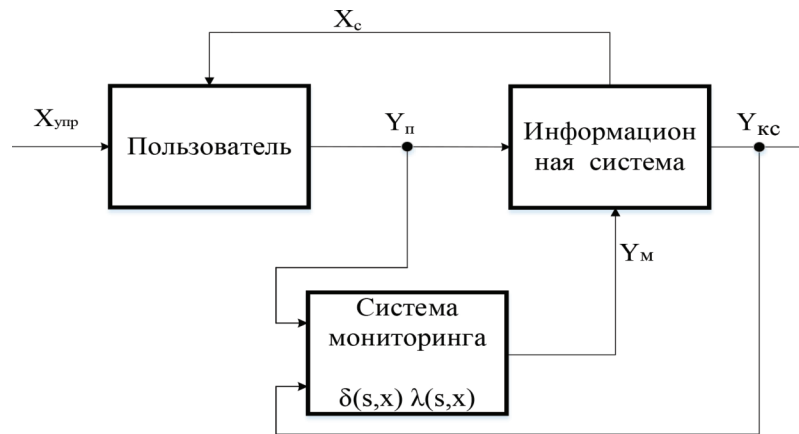 Xс
Xупр
Пользователь
Yп
Информацион
ная система
Yкс
Yм
Система
мониторинга
δ(s,x) λ(s,x)